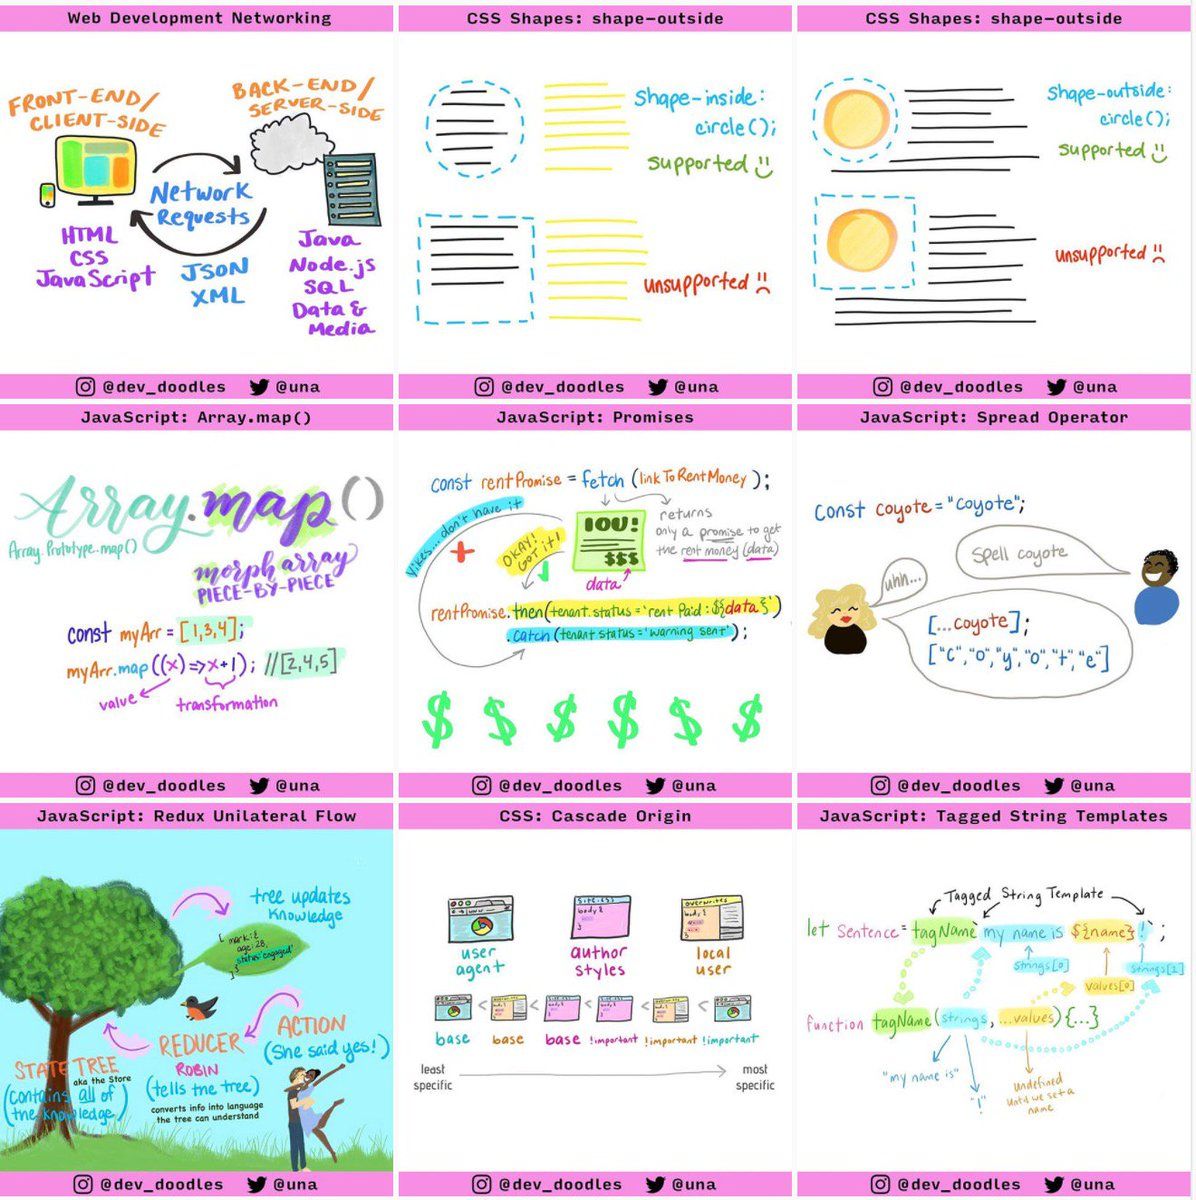 Web Development Networking
FRONT-END/
CLIENT-SIDE
BACK-END/
SERVER-SIDE
Network
Requests
HTML
CSS
JavaScript
JSON
XML
Java
Node.js
SQL
Data &
Media
@dev_doodles @una
CSS Shapes: shape-outside
shape-inside:
circle();
supported
unsupported
@dev_doodles @una
CSS Shapes: shape-outside
shape-outside:
circle();
supported
unsupported
@dev_doodles @una
JavaScript: Array.map()
Array.map()
Array.Prototype.map()
morph array
PIECE-BY-PIECE
const myArr = [1,3,4];
myArr.map((x)=>x+1); //[2,4,5]
value
transformation
@dev_doodles @una
JavaScript: Promises
const rentPromise = fetch (linkToRentMoney);
Yikes... don't have it
OKAY!
GOT it!
IOU!
$$$
returns
only a promise to get
the rent money (data)
data
rentPromise.then(tenant.status='rent Paid: ${data}')
.catch(tenant.status='warning sent');
$ $ $ $ $ $
@dev_doodles @una
JavaScript: Spread Operator
const coyote = "coyote";
Spell coyote
uhh...
[...coyote];
["c","o","y","o","t","e"]
@dev_doodles @una
JavaScript: Redux Unilateral Flow
tree updates
knowledge
{ mark: {
age: 28,
status: 'engaged'
}
}
ACTION
(She said yes!)
REDUCER
ROBIN
(tells the tree)
converts info into language
the tree can understand
STATE TREE
aka the Store
(contains all of
the knowledge)
@dev_doodles @una
CSS: Cascade Origin
www.
site.css
body {
}
overwrites
body {
}
user
agent
author
styles
local
user
< < < < <
base base base !important !important !important
least
specific
most
specific
@dev_doodles @una
JavaScript: Tagged String Templates
Tagged String Template
let sentence = tagName`my name is ${name}!`;
strings[0]
values[0]
strings[1]
function tagName(strings, ...values) {...}
"my name is"
"!"
undefined
until we set a
name
@dev_doodles @una